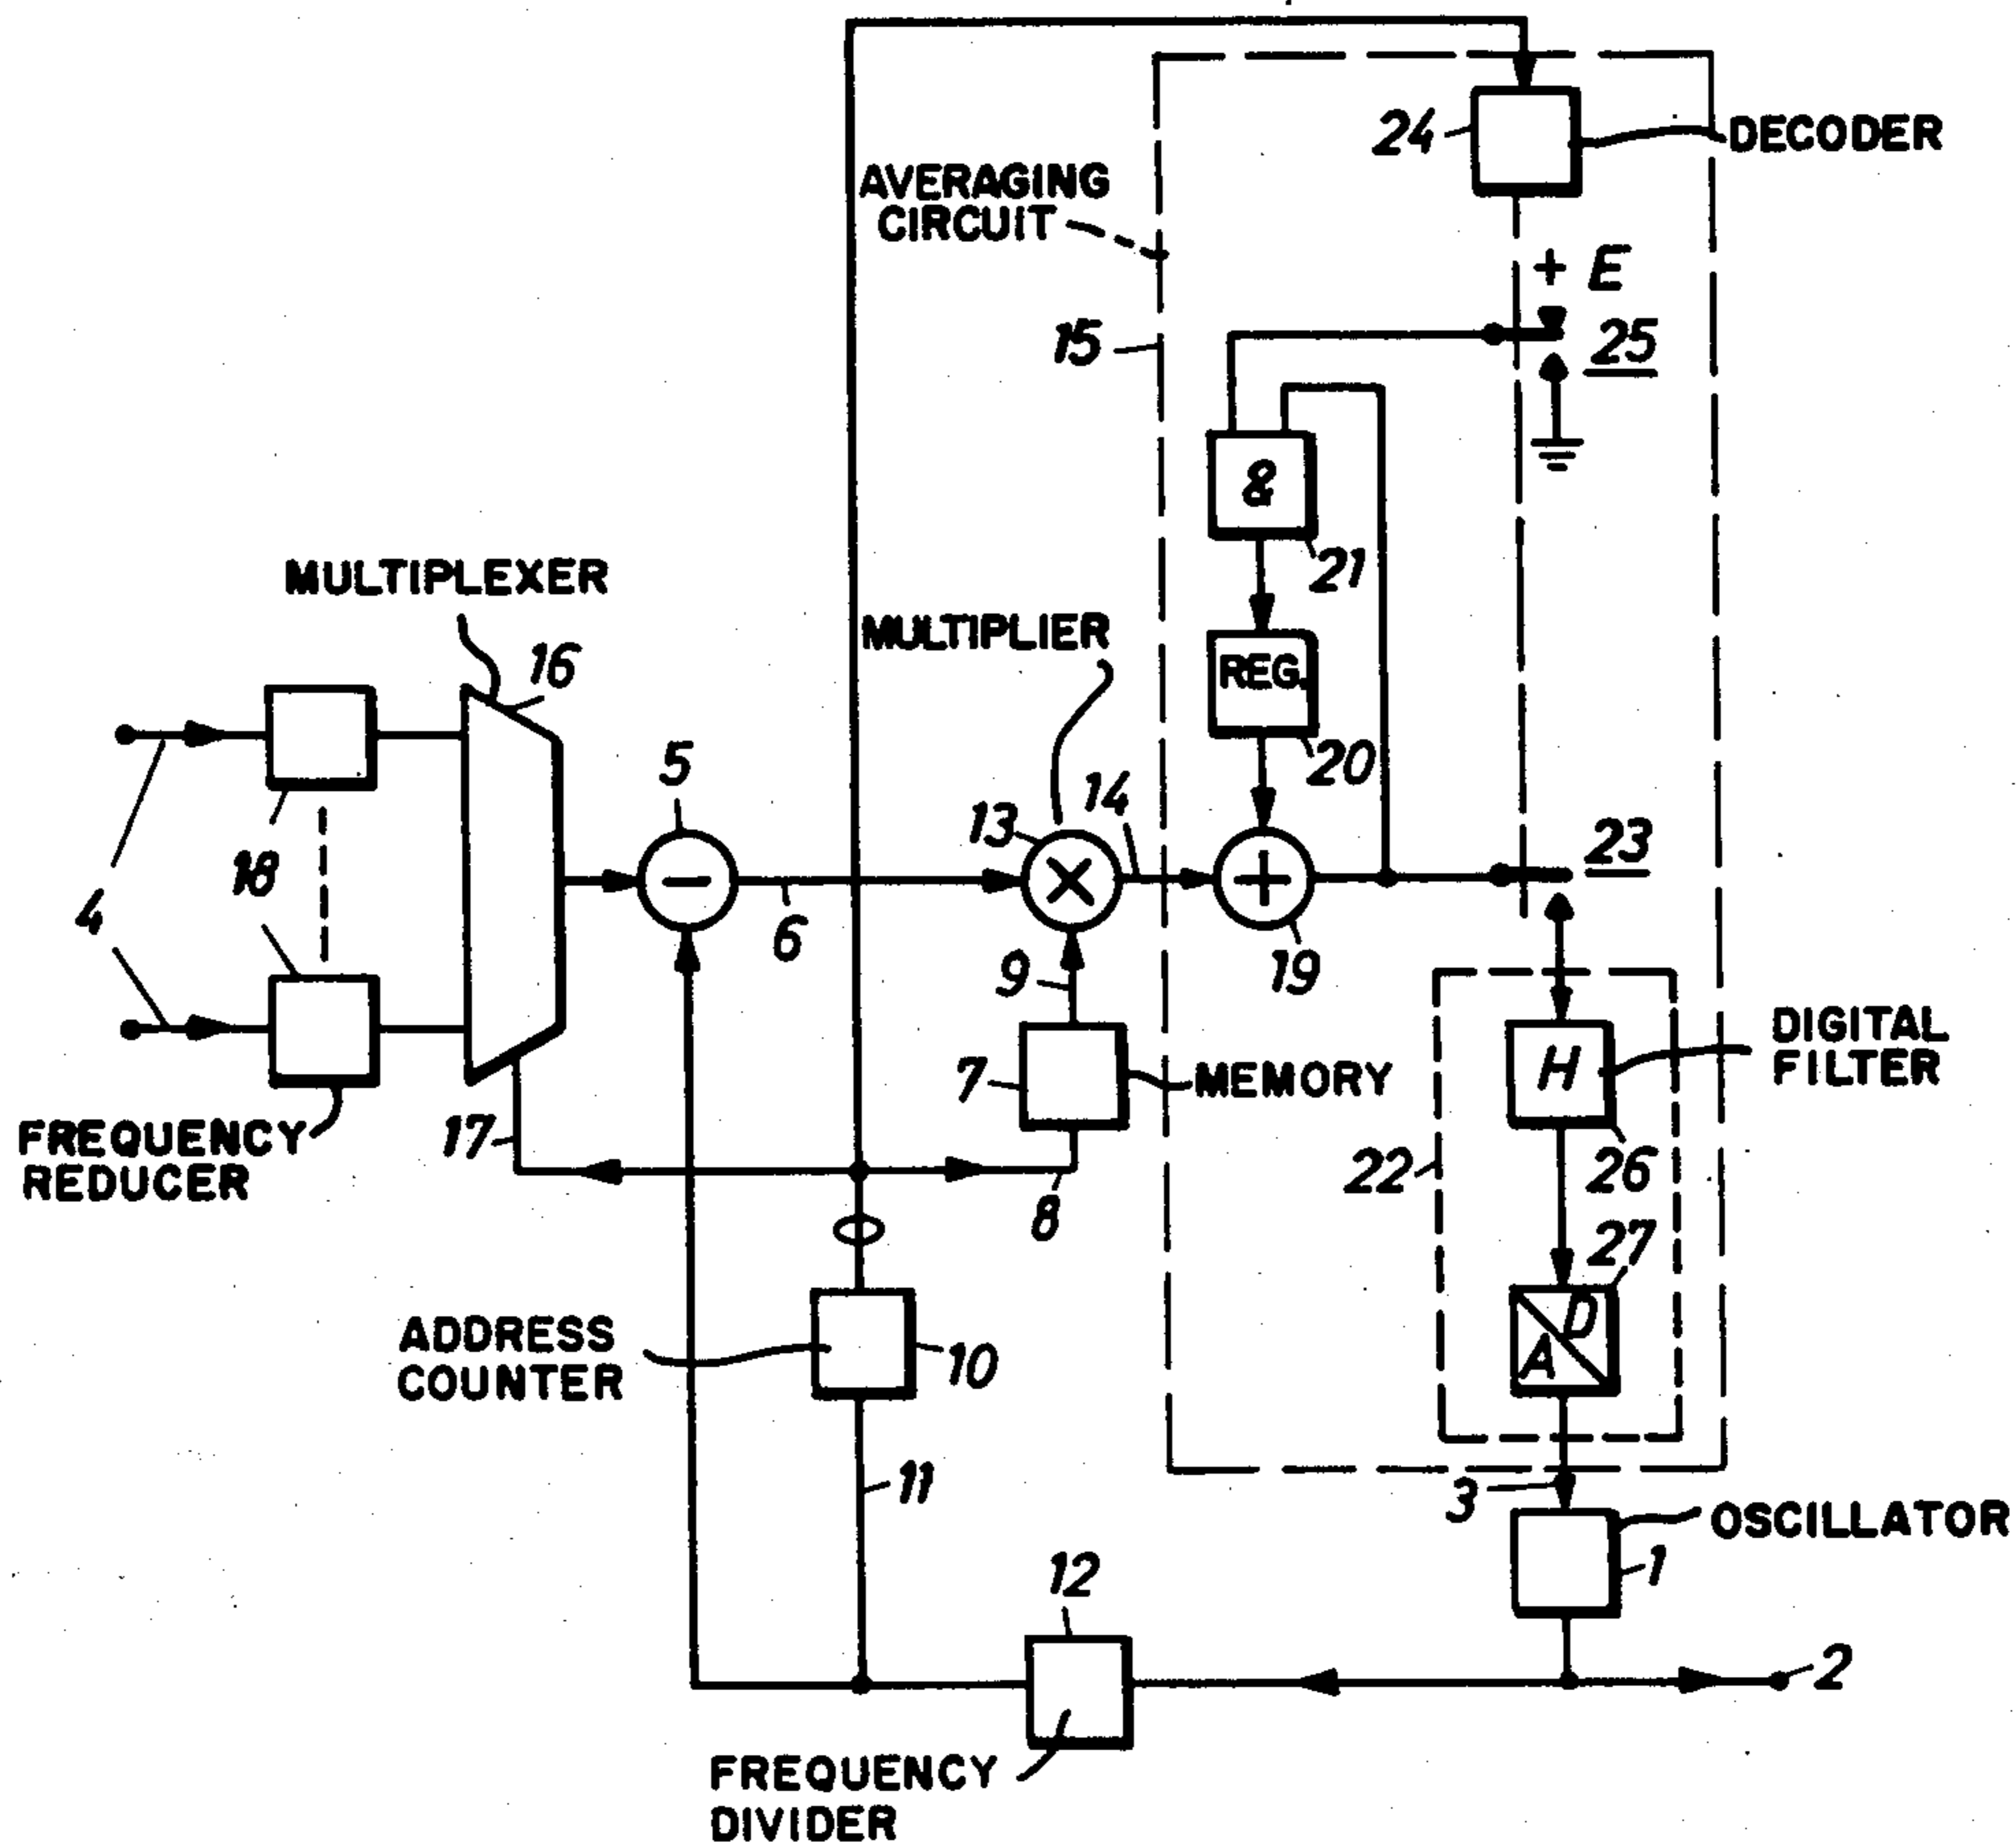 24
DECODER
AVERAGING
CIRCUIT
+ E
15
25
&
21
MULTIPLEXER
16
MULTIPLIER
REG.
20
5
13
14
23
4
18
6
9
19
DIGITAL
FILTER
H
7
MEMORY
FREQUENCY
REDUCER
17
8
22
26
27
D
A
ADDRESS
COUNTER
10
11
3
OSCILLATOR
1
12
2
FREQUENCY
DIVIDER